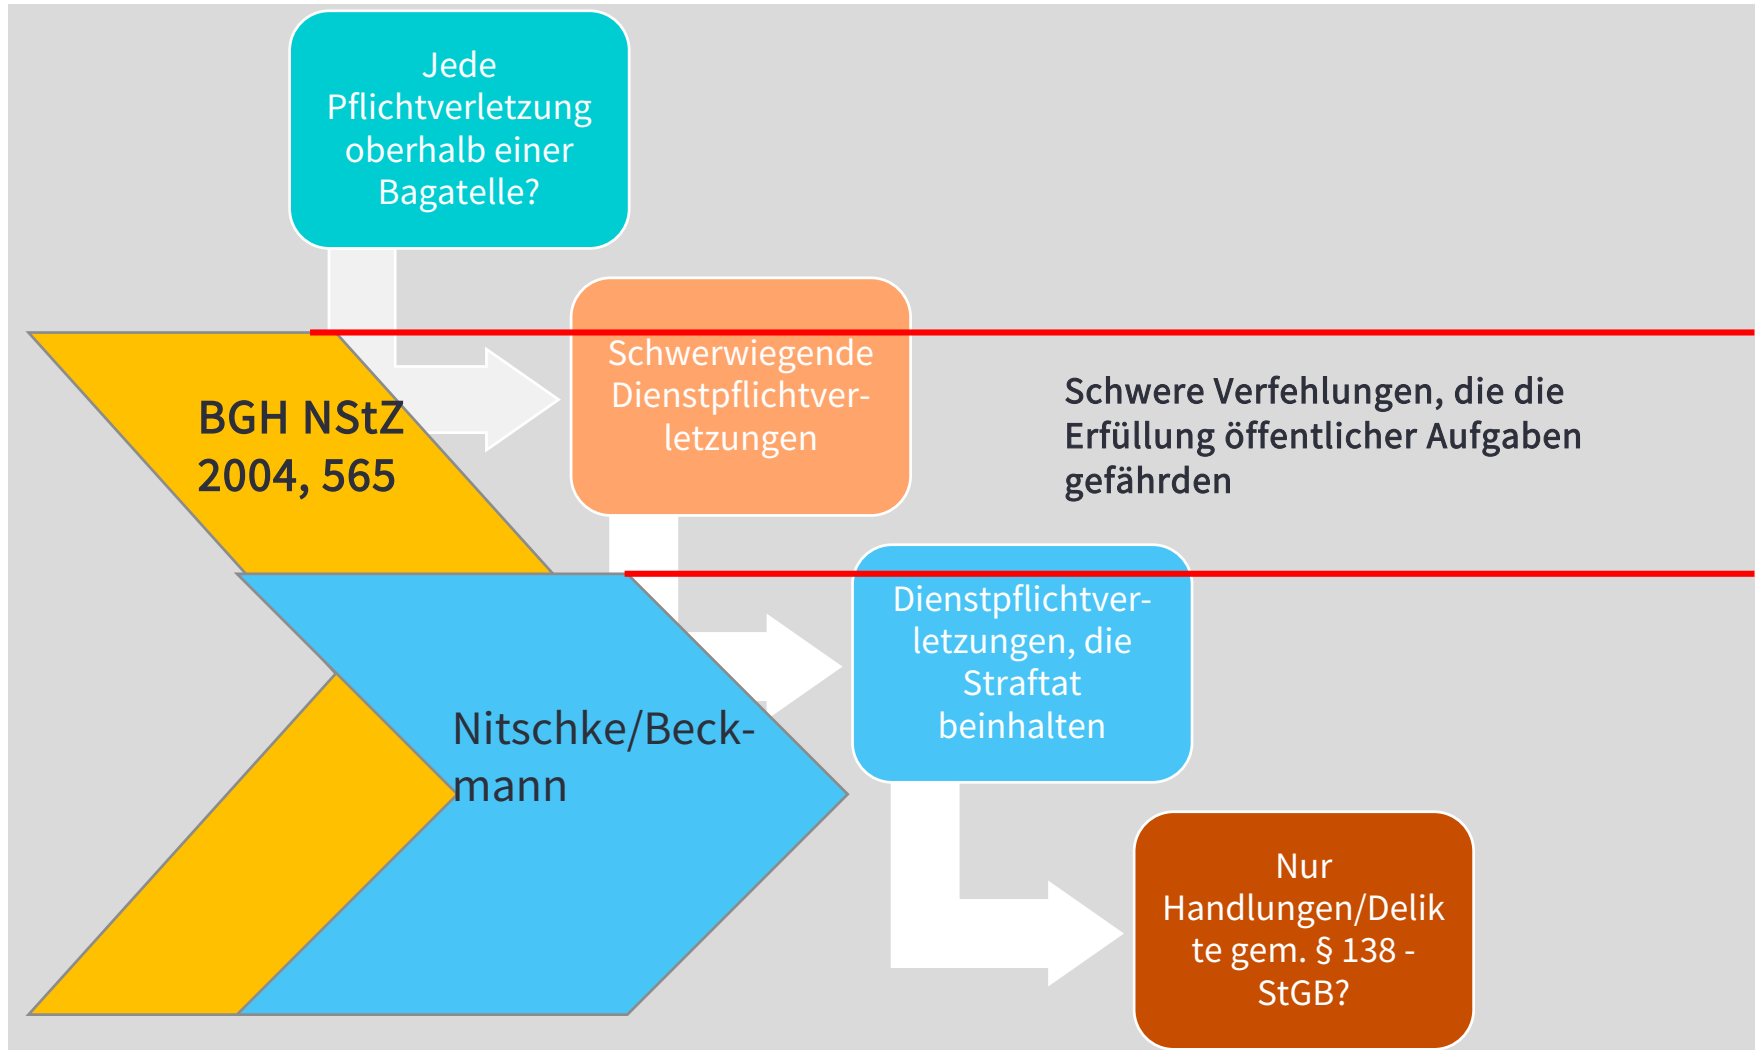 Jede
Pflichtverletzung
oberhalb einer
Bagatelle?
Schwerwiegende
Dienstpflichtver-
letzungen
BGH NStZ
2004, 565
Schwere Verfehlungen, die die
Erfüllung öffentlicher Aufgaben
gefährden
Dienstpflichtver-
letzungen, die
Straftat
beinhalten
Nitschke/Beck-
mann
Nur
Handlungen/Delik
te gem. § 138 -
StGB?